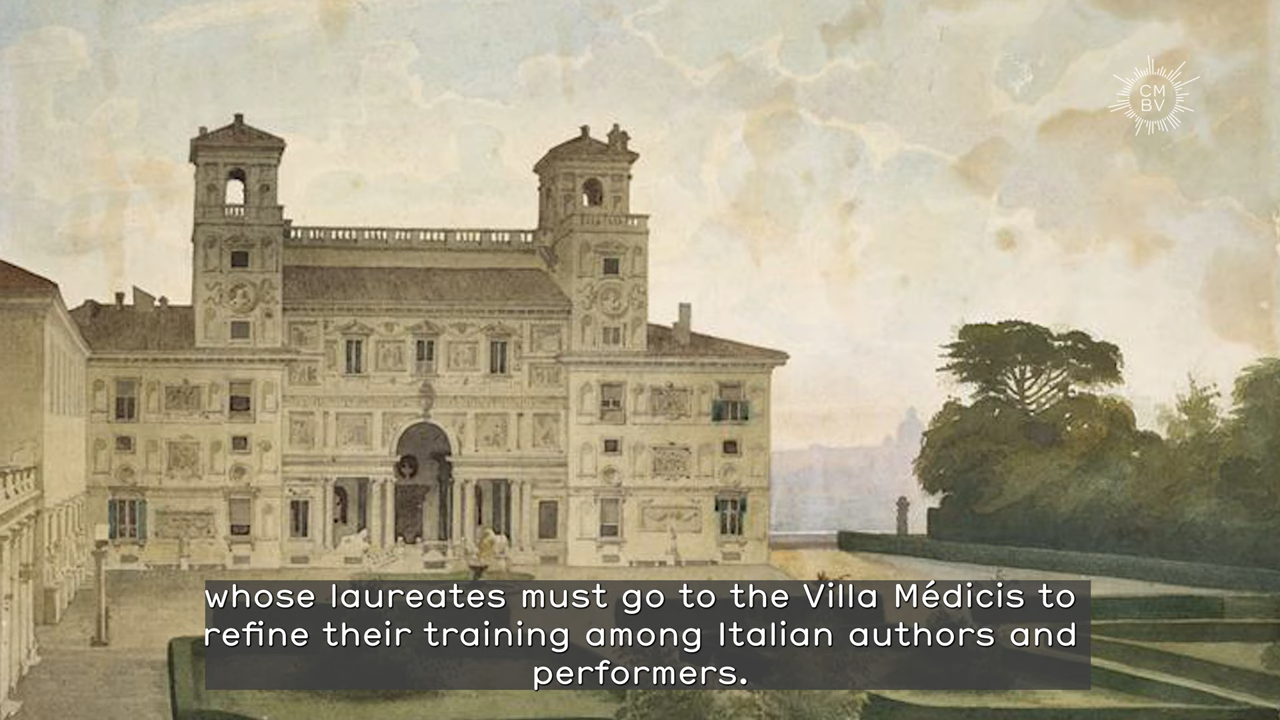 CM
BV
whose laureates must go to the Villa Médicis to
refine their training among Italian authors and
performers.